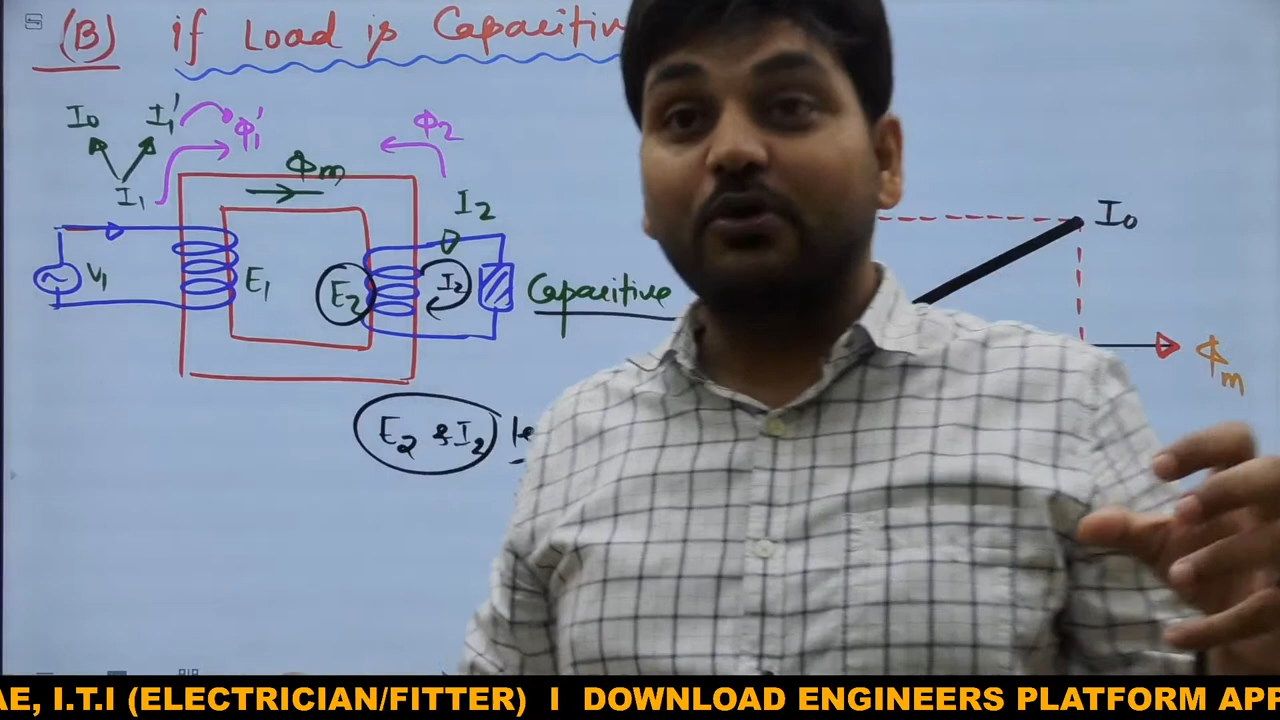 (B) if Load is Capacitiv
I0 I1' Φ1' Φ2
Φm
I1 I2
V1 E1 E2 I2
Capacitive
I0
Φm
E2 & I2 le
AE, I.T.I (ELECTRICIAN/FITTER) I DOWNLOAD ENGINEERS PLATFORM APP